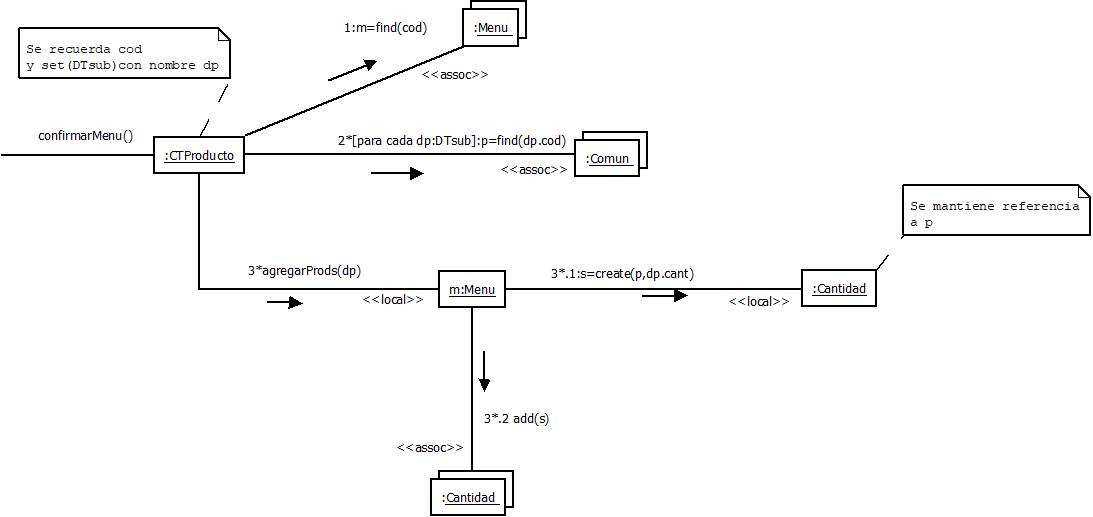 1:m=find(cod)
:Menu
<<assoc>>
Se recuerda cod
y set(DTsub)con nombre dp
confirmarMenu()
:CTProducto
2*[para cada dp:DTsub]:p=find(dp.cod)
<<assoc>>
:Comun
Se mantiene referencia
a p
3*agregarProds(dp)
<<local>>
m:Menu
3*.1:s=create(p,dp.cant)
<<local>>
:Cantidad
3*.2 add(s)
<<assoc>>
:Cantidad